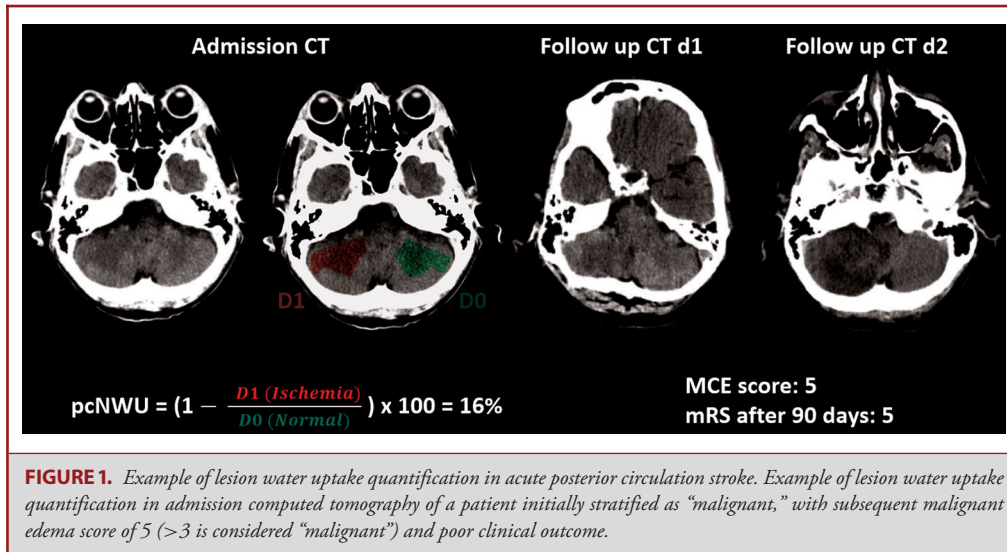 Admission CT
Follow up CT d1
Follow up CT d2
D1
D0
pcNWU = (1 − D1 (Ischemia) / D0 (Normal) ) x 100 = 16%
MCE score: 5
mRS after 90 days: 5
FIGURE 1. Example of lesion water uptake quantification in acute posterior circulation stroke. Example of lesion water uptake
quantification in admission computed tomography of a patient initially stratified as “malignant,” with subsequent malignant
edema score of 5 (>3 is considered “malignant”) and poor clinical outcome.